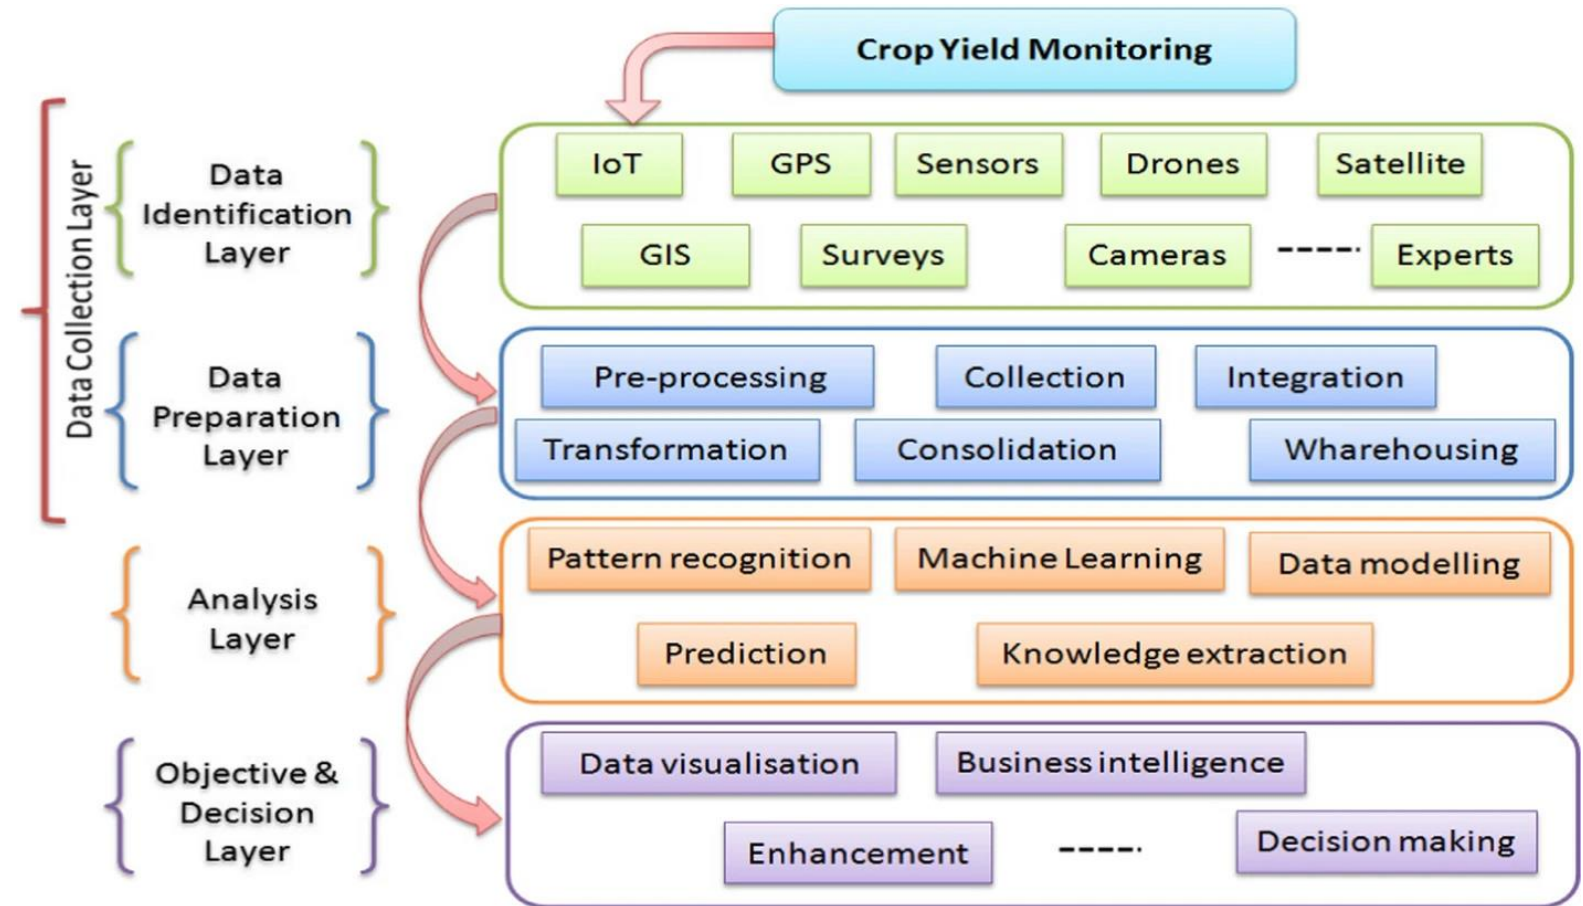 Crop Yield Monitoring
Data Collection Layer
Data
Identification
Layer
IoT
GPS
Sensors
Drones
Satellite
GIS
Surveys
Cameras
Experts
Data
Preparation
Layer
Pre-processing
Collection
Integration
Transformation
Consolidation
Wharehousing
Analysis
Layer
Pattern recognition
Machine Learning
Data modelling
Prediction
Knowledge extraction
Objective &
Decision
Layer
Data visualisation
Business intelligence
Enhancement
Decision making